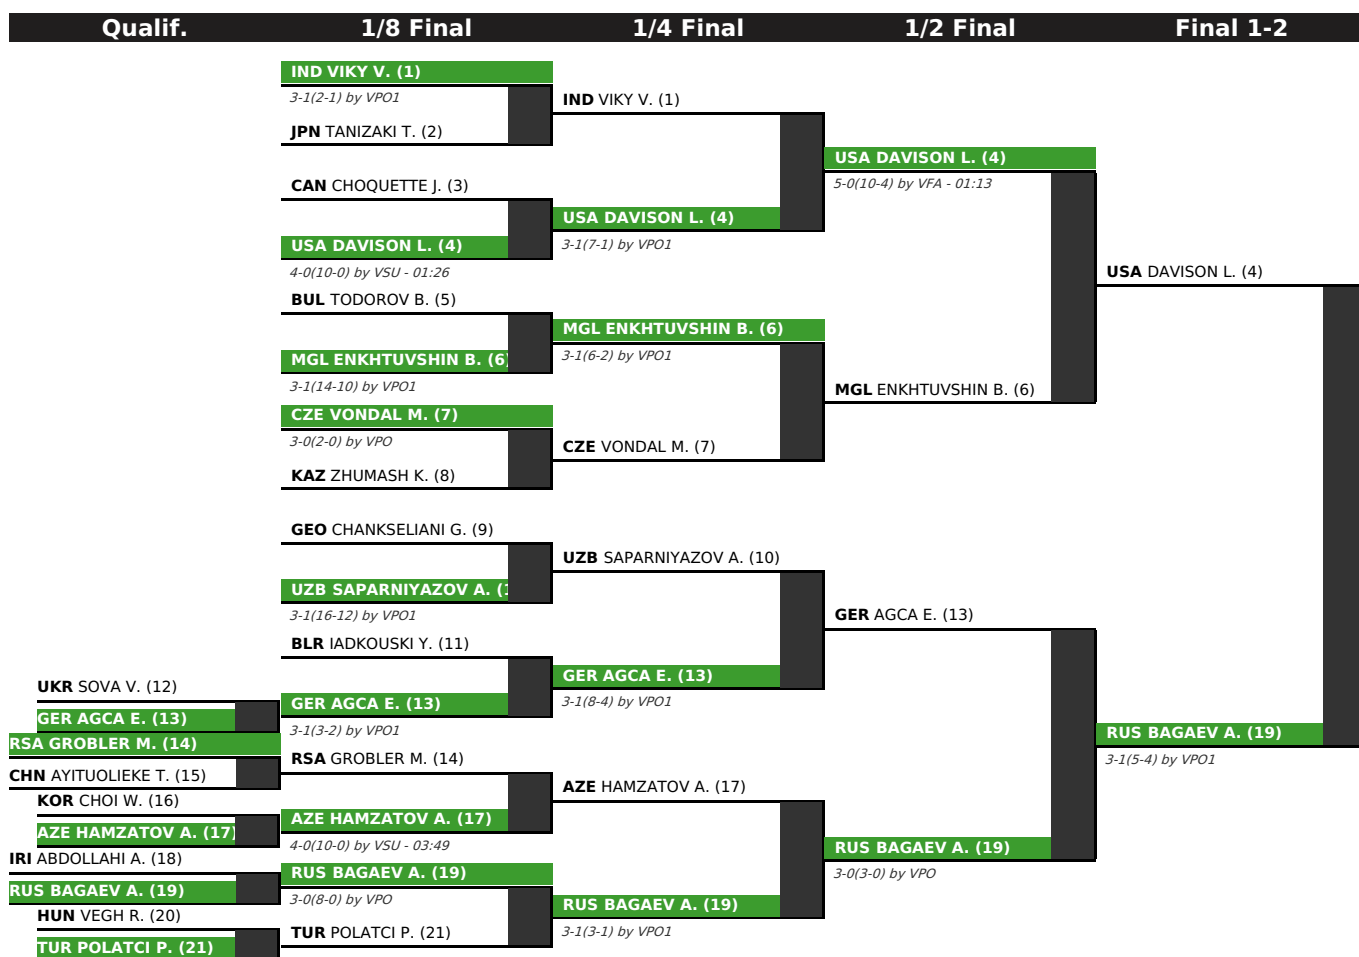 Qualif.
1/8 Final
1/4 Final
1/2 Final
Final 1-2
UKR SOVA V. (12)
GER AGCA E. (13)
RSA GROBLER M. (14)
CHN AYITUOLIEKE T. (15)
KOR CHOI W. (16)
AZE HAMZATOV A. (17)
IRI ABDOLLAHI A. (18)
RUS BAGAEV A. (19)
HUN VEGH R. (20)
TUR POLATCI P. (21)
IND VIKY V. (1)
3-1(2-1) by VPO1
JPN TANIZAKI T. (2)
CAN CHOQUETTE J. (3)
USA DAVISON L. (4)
4-0(10-0) by VSU - 01:26
BUL TODOROV B. (5)
MGL ENKHTUVSHIN B. (6)
3-1(14-10) by VPO1
CZE VONDAL M. (7)
3-0(2-0) by VPO
KAZ ZHUMASH K. (8)
GEO CHANKSELIANI G. (9)
UZB SAPARNIYAZOV A. (1
3-1(16-12) by VPO1
BLR IADKOUSKI Y. (11)
GER AGCA E. (13)
3-1(3-2) by VPO1
RSA GROBLER M. (14)
AZE HAMZATOV A. (17)
4-0(10-0) by VSU - 03:49
RUS BAGAEV A. (19)
3-0(8-0) by VPO
TUR POLATCI P. (21)
IND VIKY V. (1)
USA DAVISON L. (4)
3-1(7-1) by VPO1
MGL ENKHTUVSHIN B. (6)
3-1(6-2) by VPO1
CZE VONDAL M. (7)
UZB SAPARNIYAZOV A. (10)
GER AGCA E. (13)
3-1(8-4) by VPO1
AZE HAMZATOV A. (17)
RUS BAGAEV A. (19)
3-1(3-1) by VPO1
USA DAVISON L. (4)
5-0(10-4) by VFA - 01:13
MGL ENKHTUVSHIN B. (6)
GER AGCA E. (13)
RUS BAGAEV A. (19)
3-0(3-0) by VPO
USA DAVISON L. (4)
RUS BAGAEV A. (19)
3-1(5-4) by VPO1